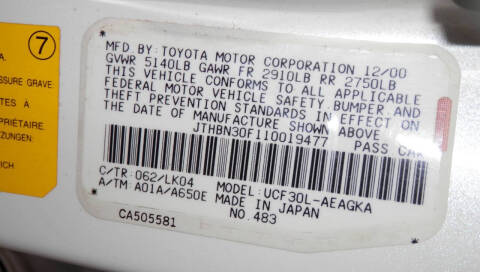 7
ESSURE GRAVE:
TES À
ZUNGEN:
RICH
MFD. BY: TOYOTA MOTOR CORPORATION 12/00
GVWR 5140LB GAWR FR 2910LB RR 2750LB
THIS VEHICLE CONFORMS TO ALL APPLICABLE
FEDERAL MOTOR VEHICLE SAFETY, BUMPER, AND
THEFT PREVENTION STANDARDS IN EFFECT ON
THE DATE OF MANUFACTURE SHOWN ABOVE.
JTHBN30F110019477 PASS CAR
C/TR: 062/LK04 MODEL: UCF30L-AEAGKA
A/TM: A01A/A650E MADE IN JAPAN
CA505581 NO. 483